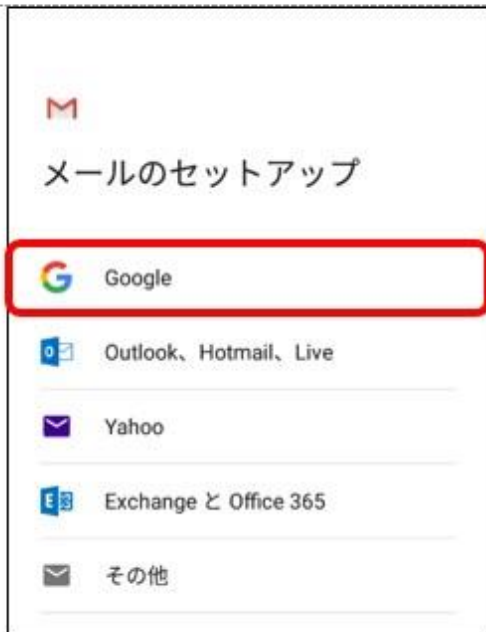 メールのセットアップ
Google
Outlook、Hotmail、Live
Yahoo
Exchange と Office 365
その他